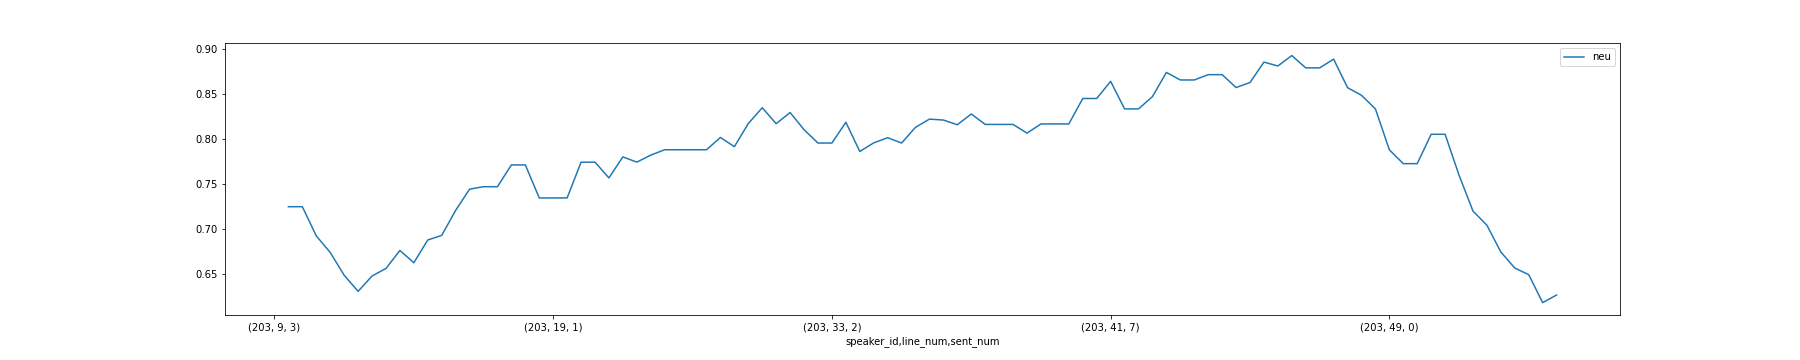 0.90
neu
0.85
0.80
0.75
0.70
0.65
(203, 9, 3) (203, 19, 1) (203, 33, 2) (203, 41, 7) (203, 49, 0)
speaker_id,line_num,sent_num